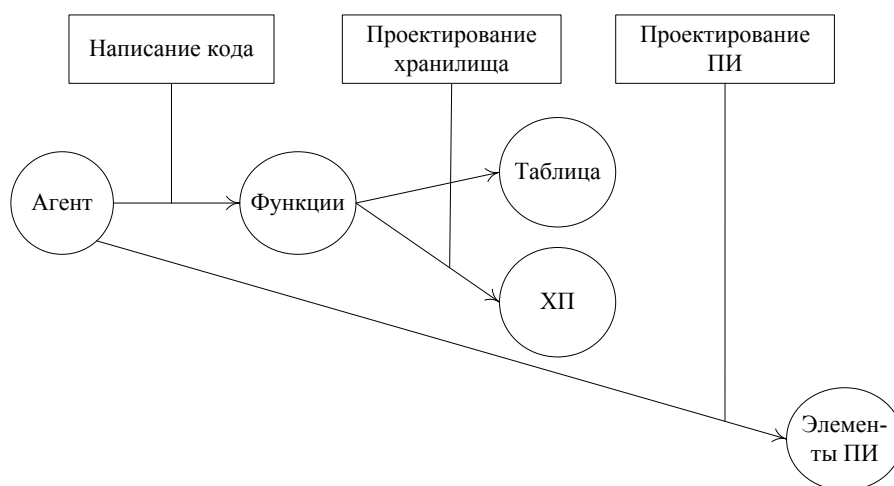 Написание кода
Проектирование
хранилища
Проектирование
ПИ
Агент
Функции
Таблица
ХП
Элемен-
ты ПИ